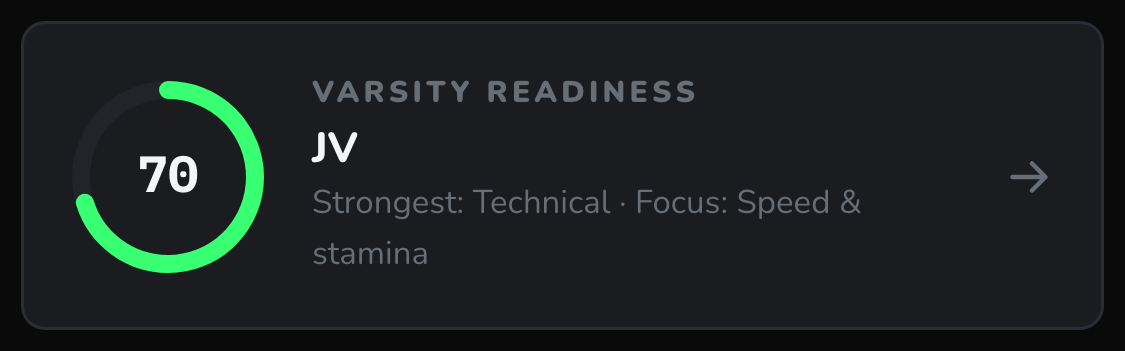 70
VARSITY READINESS
JV
Strongest: Technical · Focus: Speed &
stamina